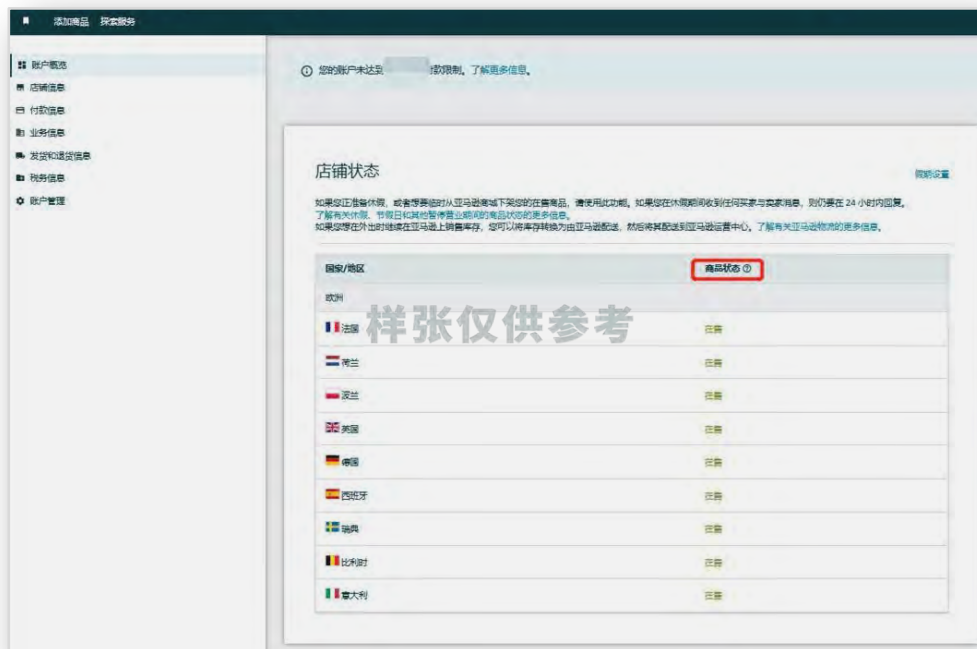 添加商品 探索服务
账户概览
店铺信息
付款信息
业务信息
发货和退货信息
税务信息
账户管理
您的账户未达到 款限制。了解更多信息。
店铺状态
假期设置
如果您正准备休假，或者想要临时从亚马逊商城下架您的在售商品，请使用此功能。如果您在休假期间收到任何买家与卖家消息，则仍要在 24 小时内回复。
了解有关休假、节假日和其他暂停营业期间的商品状态的更多信息。
如果您想在外出时继续在亚马逊上销售库存，您可以将库存转换为由亚马逊配送，然后将其配送到亚马逊运营中心。了解有关亚马逊物流的更多信息。
国家/地区 商品状态
欧洲
法国 在售
样张仅供参考
荷兰 在售
波兰 在售
英国 在售
德国 在售
西班牙 在售
瑞典 在售
比利时 在售
意大利 在售